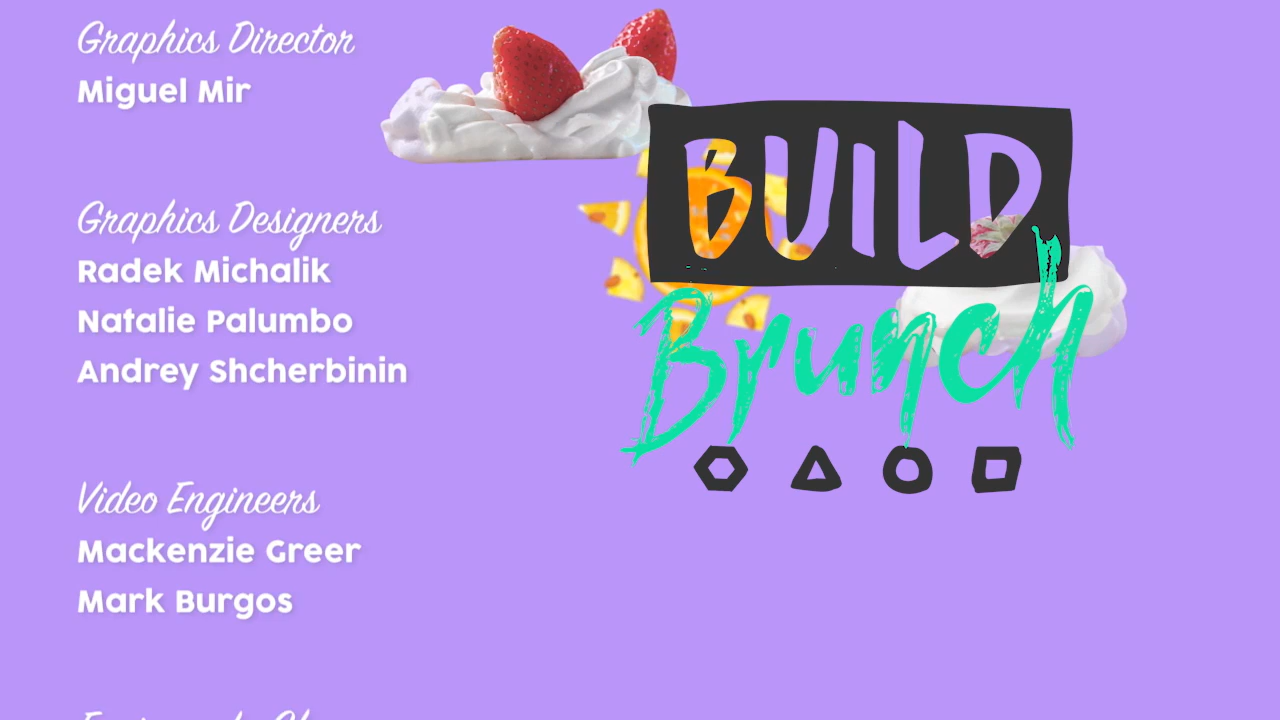 Graphics Director
Miguel Mir
Graphics Designers
Radek Michalik
Natalie Palumbo
Andrey Shcherbinin
Video Engineers
Mackenzie Greer
Mark Burgos
BUILD
Brunch